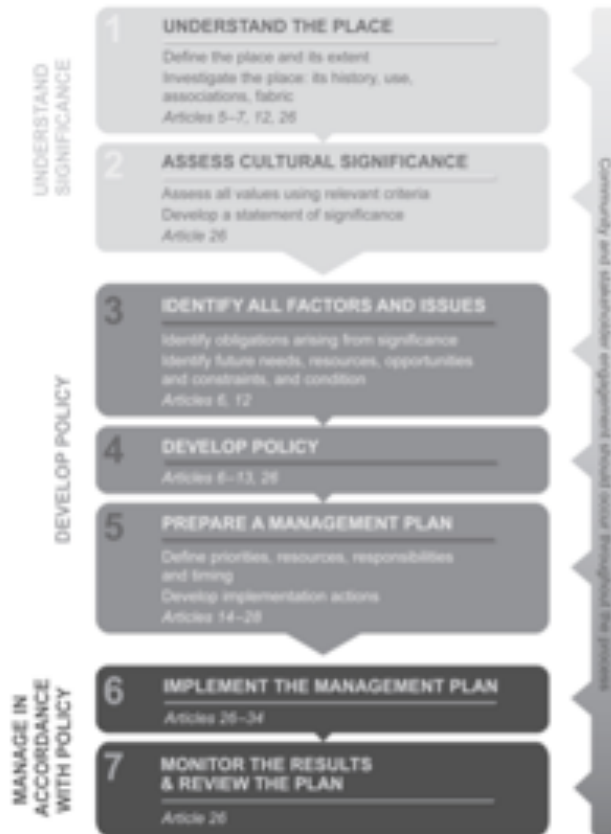 UNDERSTAND
SIGNIFICANCE
1
UNDERSTAND THE PLACE
Define the place and its extent
Investigate the place: its history, use,
associations, fabric
Articles 5–7, 12, 26
2
ASSESS CULTURAL SIGNIFICANCE
Assess all values using relevant criteria
Develop a statement of significance
Article 26
DEVELOP POLICY
3
IDENTIFY ALL FACTORS AND ISSUES
Identify obligations arising from significance
Identify future needs, resources, opportunities
and constraints, and condition
Articles 6, 12
4
DEVELOP POLICY
Articles 6–13, 26
5
PREPARE A MANAGEMENT PLAN
Define priorities, resources, responsibilities
and timing
Develop implementation actions
Articles 14–28
MANAGE IN
ACCORDANCE
WITH POLICY
6
IMPLEMENT THE MANAGEMENT PLAN
Articles 26–34
7
MONITOR THE RESULTS
& REVIEW THE PLAN
Article 26
Community and stakeholder engagement should occur throughout the process